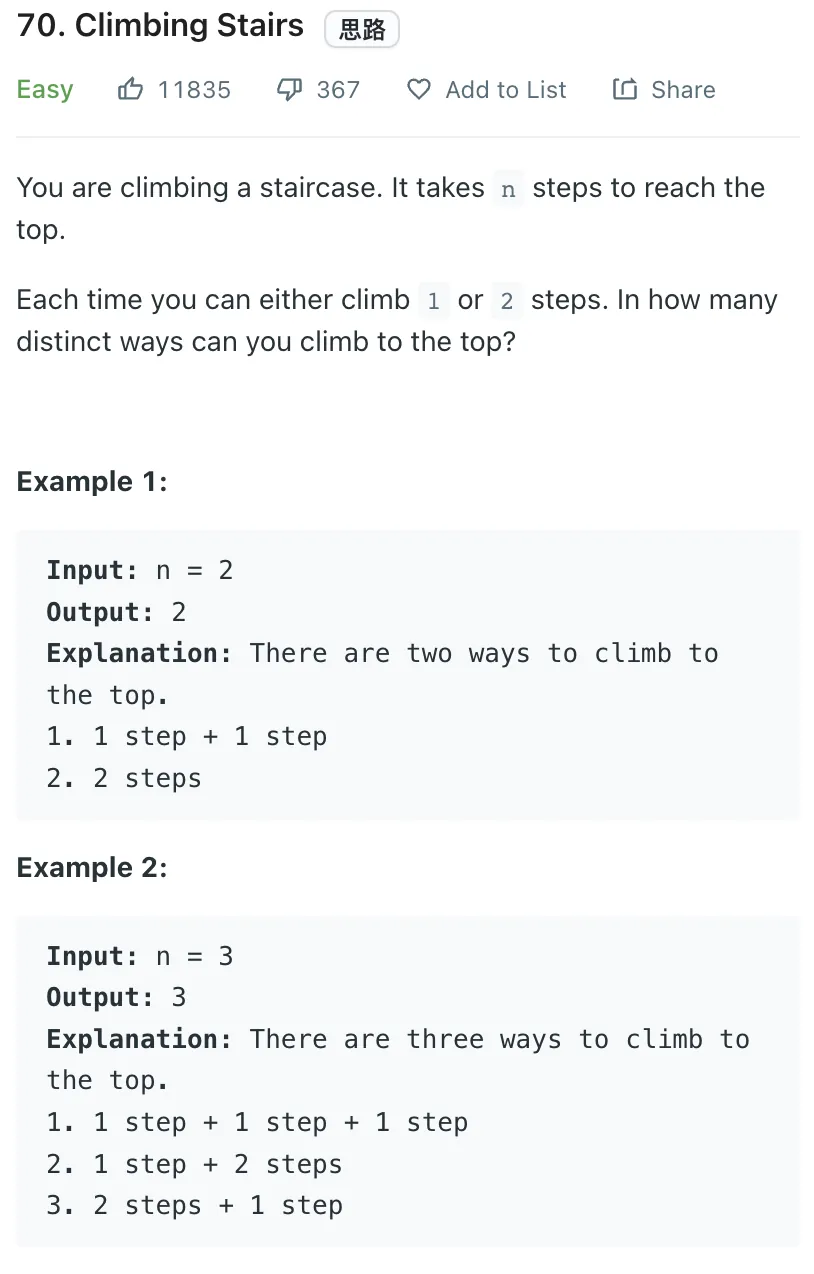 70. Climbing Stairs 思路
Easy 11835 367 Add to List Share
You are climbing a staircase. It takes n steps to reach the
top.
Each time you can either climb 1 or 2 steps. In how many
distinct ways can you climb to the top?
Example 1:
Input: n = 2
Output: 2
Explanation: There are two ways to climb to
the top.
1. 1 step + 1 step
2. 2 steps
Example 2:
Input: n = 3
Output: 3
Explanation: There are three ways to climb to
the top.
1. 1 step + 1 step + 1 step
2. 1 step + 2 steps
3. 2 steps + 1 step